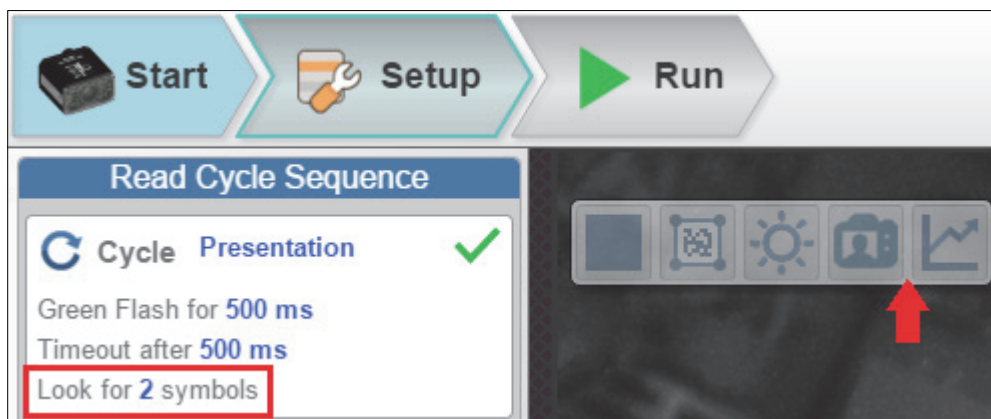 Start
Setup
Run
Read Cycle Sequence
Cycle Presentation
Green Flash for 500 ms
Timeout after 500 ms
Look for 2 symbols